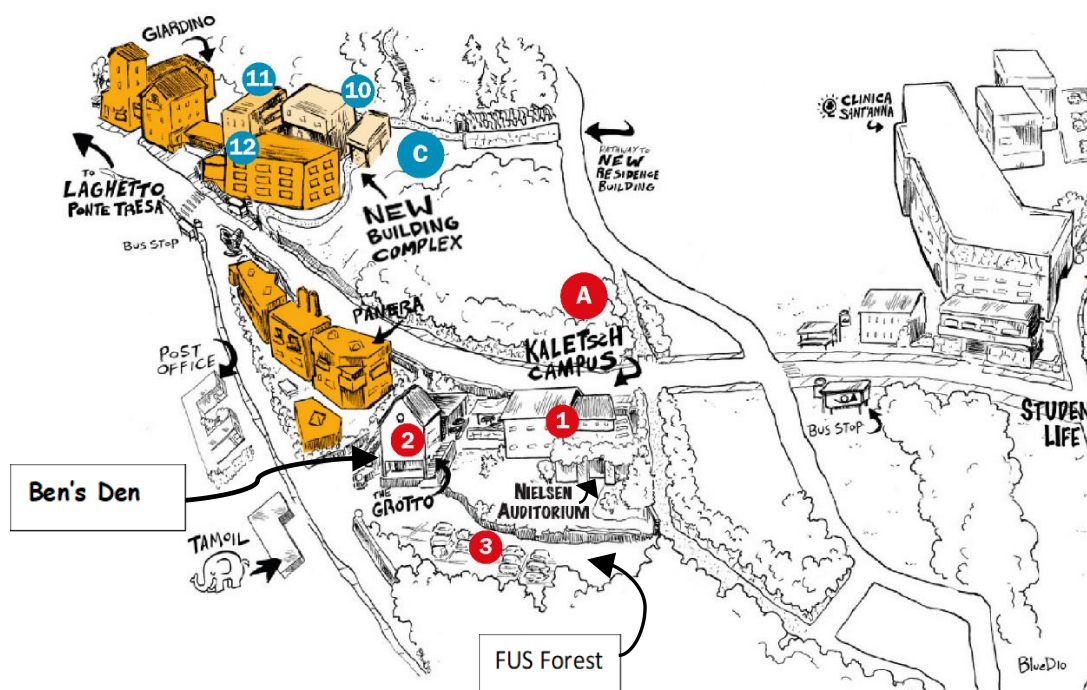 GIARDINO
11
10
12
C
CLINICA
SANT'ANNA
PATHWAY TO
NEW
RESIDENCE
BUILDING
TO
LAGHETTO
PONTE TRESA
NEW
BUILDING
COMPLEX
BUS STOP
A
PANERA
KALETSCH
CAMPUS
POST
OFFICE
1
2
STUDEN
LIFE
BUS STOP
Ben's Den
THE
GROTTO
NIELSEN
AUDITORIUM
3
TAMOIL
FUS Forest
BlueD10